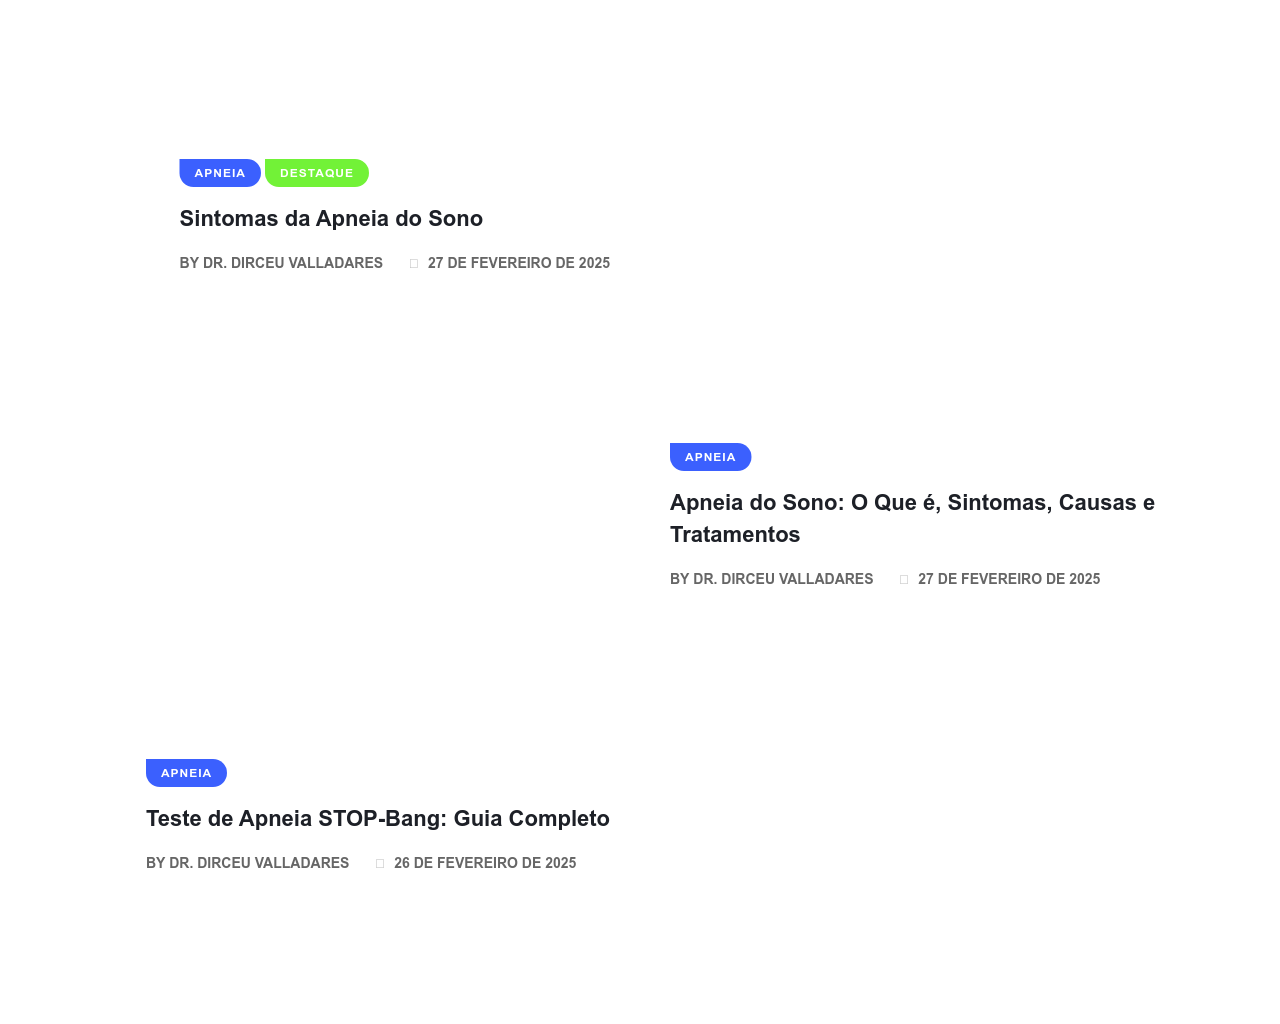 APNEIA DESTAQUE
Sintomas da Apneia do Sono
BY DR. DIRCEU VALLADARES 27 DE FEVEREIRO DE 2025
APNEIA
Apneia do Sono: O Que é, Sintomas, Causas e
Tratamentos
BY DR. DIRCEU VALLADARES 27 DE FEVEREIRO DE 2025
APNEIA
Teste de Apneia STOP-Bang: Guia Completo
BY DR. DIRCEU VALLADARES 26 DE FEVEREIRO DE 2025